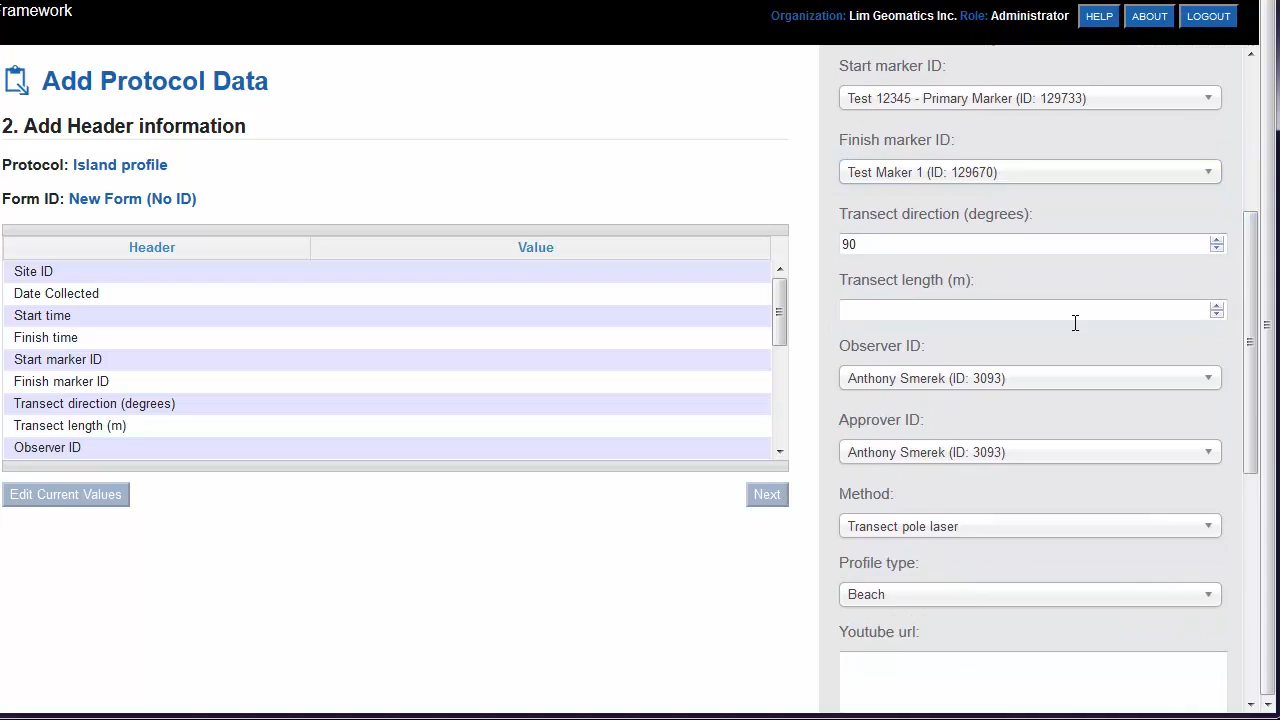 ramework
Organization: Lim Geomatics Inc. Role: Administrator
HELP
ABOUT
LOGOUT
Add Protocol Data
2. Add Header information
Protocol: Island profile
Form ID: New Form (No ID)
Header Value
Site ID
Date Collected
Start time
Finish time
Start marker ID
Finish marker ID
Transect direction (degrees)
Transect length (m)
Observer ID
Edit Current Values
Next
Start marker ID:
Test 12345 - Primary Marker (ID: 129733)
Finish marker ID:
Test Maker 1 (ID: 129670)
Transect direction (degrees):
90
Transect length (m):
Observer ID:
Anthony Smerek (ID: 3093)
Approver ID:
Anthony Smerek (ID: 3093)
Method:
Transect pole laser
Profile type:
Beach
Youtube url: